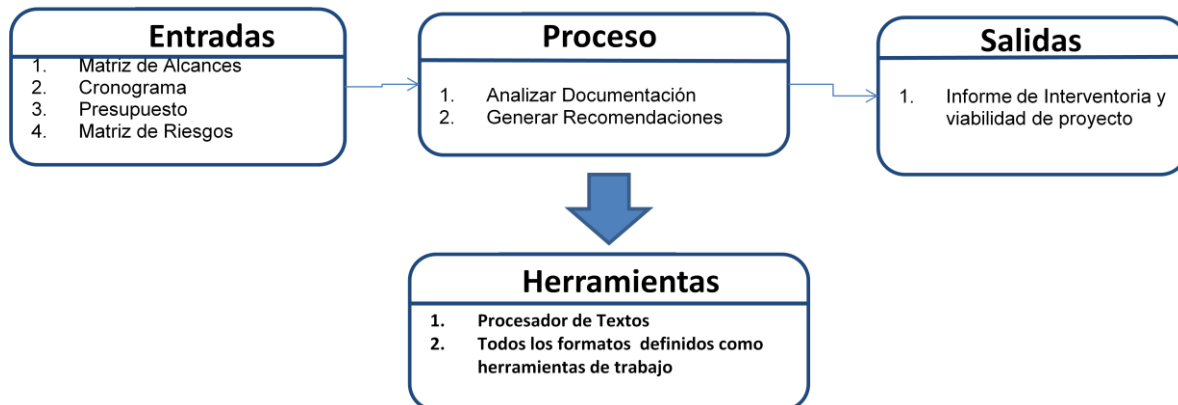 Entradas
1. Matriz de Alcances
2. Cronograma
3. Presupuesto
4. Matriz de Riesgos
Proceso
1. Analizar Documentación
2. Generar Recomendaciones
Salidas
1. Informe de Interventoria y
viabilidad de proyecto
Herramientas
1. Procesador de Textos
2. Todos los formatos definidos como
herramientas de trabajo